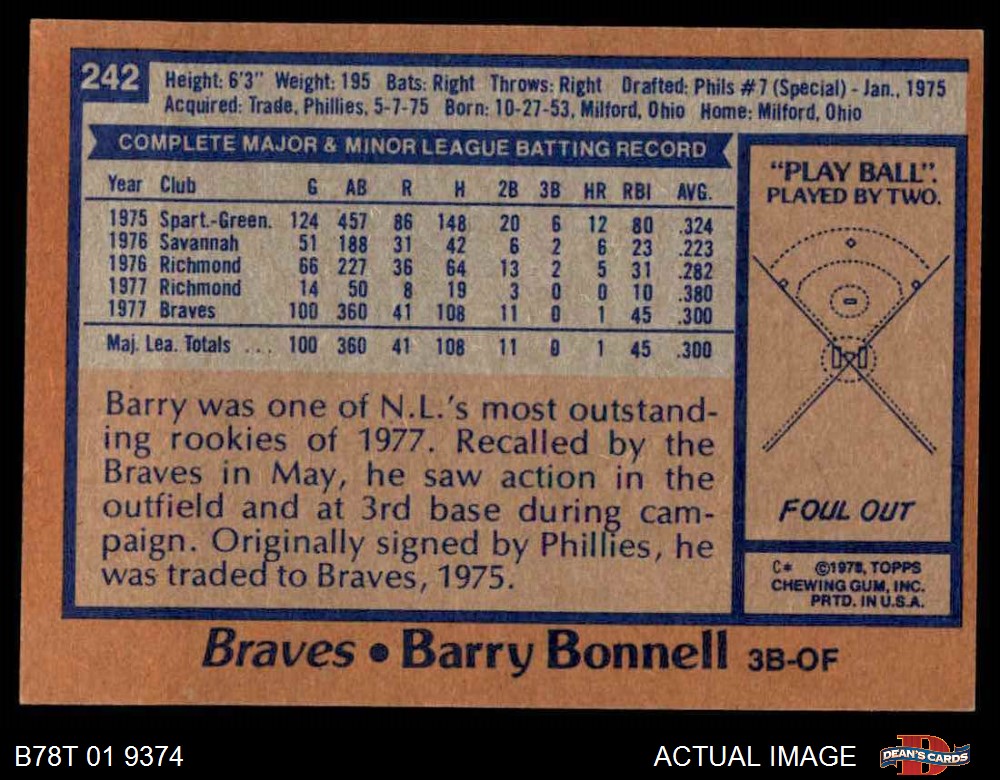 242
Height: 6'3" Weight: 195 Bats: Right Throws: Right Drafted: Phils #7 (Special) - Jan., 1975
Acquired: Trade, Phillies, 5-7-75 Born: 10-27-53, Milford, Ohio Home: Milford, Ohio
COMPLETE MAJOR & MINOR LEAGUE BATTING RECORD
Year Club G AB R H 2B 3B HR RBI AVG.
1975 Spart.-Green. 124 457 86 148 20 6 12 80 .324
1976 Savannah 51 188 31 42 6 2 6 23 .223
1976 Richmond 66 227 36 64 13 2 5 31 .282
1977 Richmond 14 50 8 19 3 0 0 10 .380
1977 Braves 100 360 41 108 11 0 1 45 .300
Maj. Lea. Totals ... 100 360 41 108 11 0 1 45 .300
Barry was one of N.L.'s most outstand-
ing rookies of 1977. Recalled by the
Braves in May, he saw action in the
outfield and at 3rd base during cam-
paign. Originally signed by Phillies, he
was traded to Braves, 1975.
"PLAY BALL".
PLAYED BY TWO.
FOUL OUT
C* ©1978, TOPPS
CHEWING GUM, INC.
PRTD. IN U.S.A.
Braves • Barry Bonnell 3B-OF
B78T 01 9374
ACTUAL IMAGE
DEAN'S CARDS